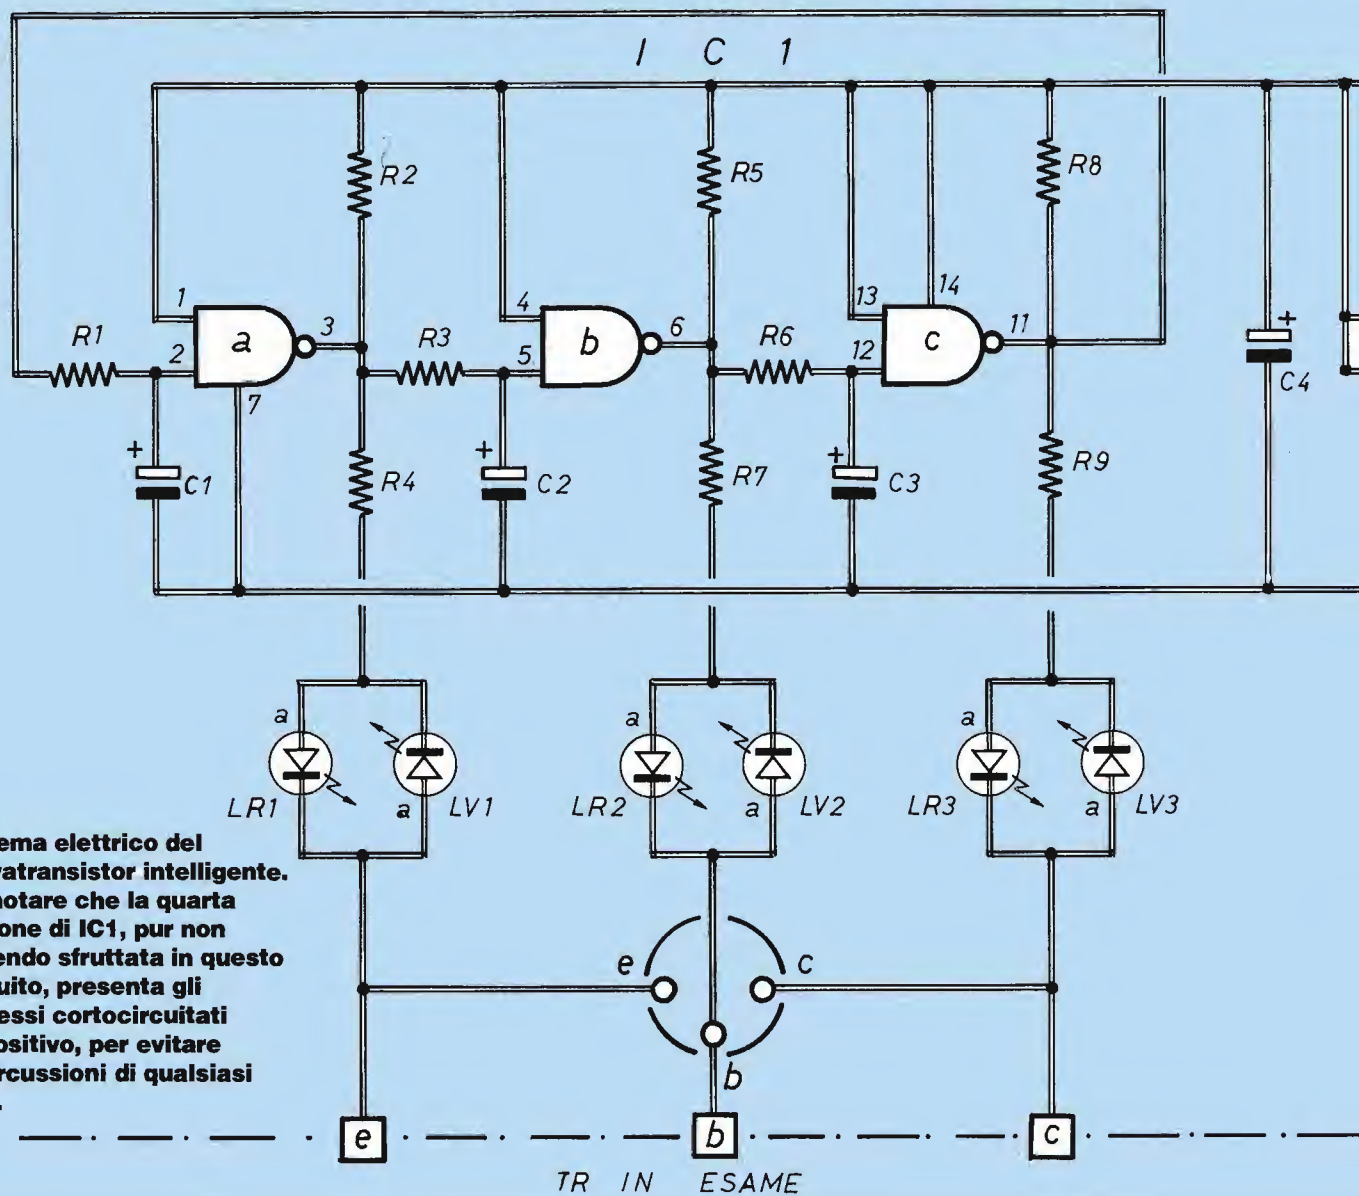 I C 1
R2
R5
R8
1
4
13
14
R1
2
a
3
R3
5
b
6
R6
12
c
11
7
+
C1
R4
+
C2
R7
+
C3
R9
+
C4
a
LR1
a
LV1
a
LR2
a
LV2
a
LR3
a
LV3
ema elettrico del
vatransistor intelligente.
notare che la quarta
one di IC1, pur non
endo sfruttata in questo
uito, presenta gli
essi cortocircuitati
ositivo, per evitare
rcussioni di qualsiasi
.
e
c
b
e
b
c
TR IN ESAME